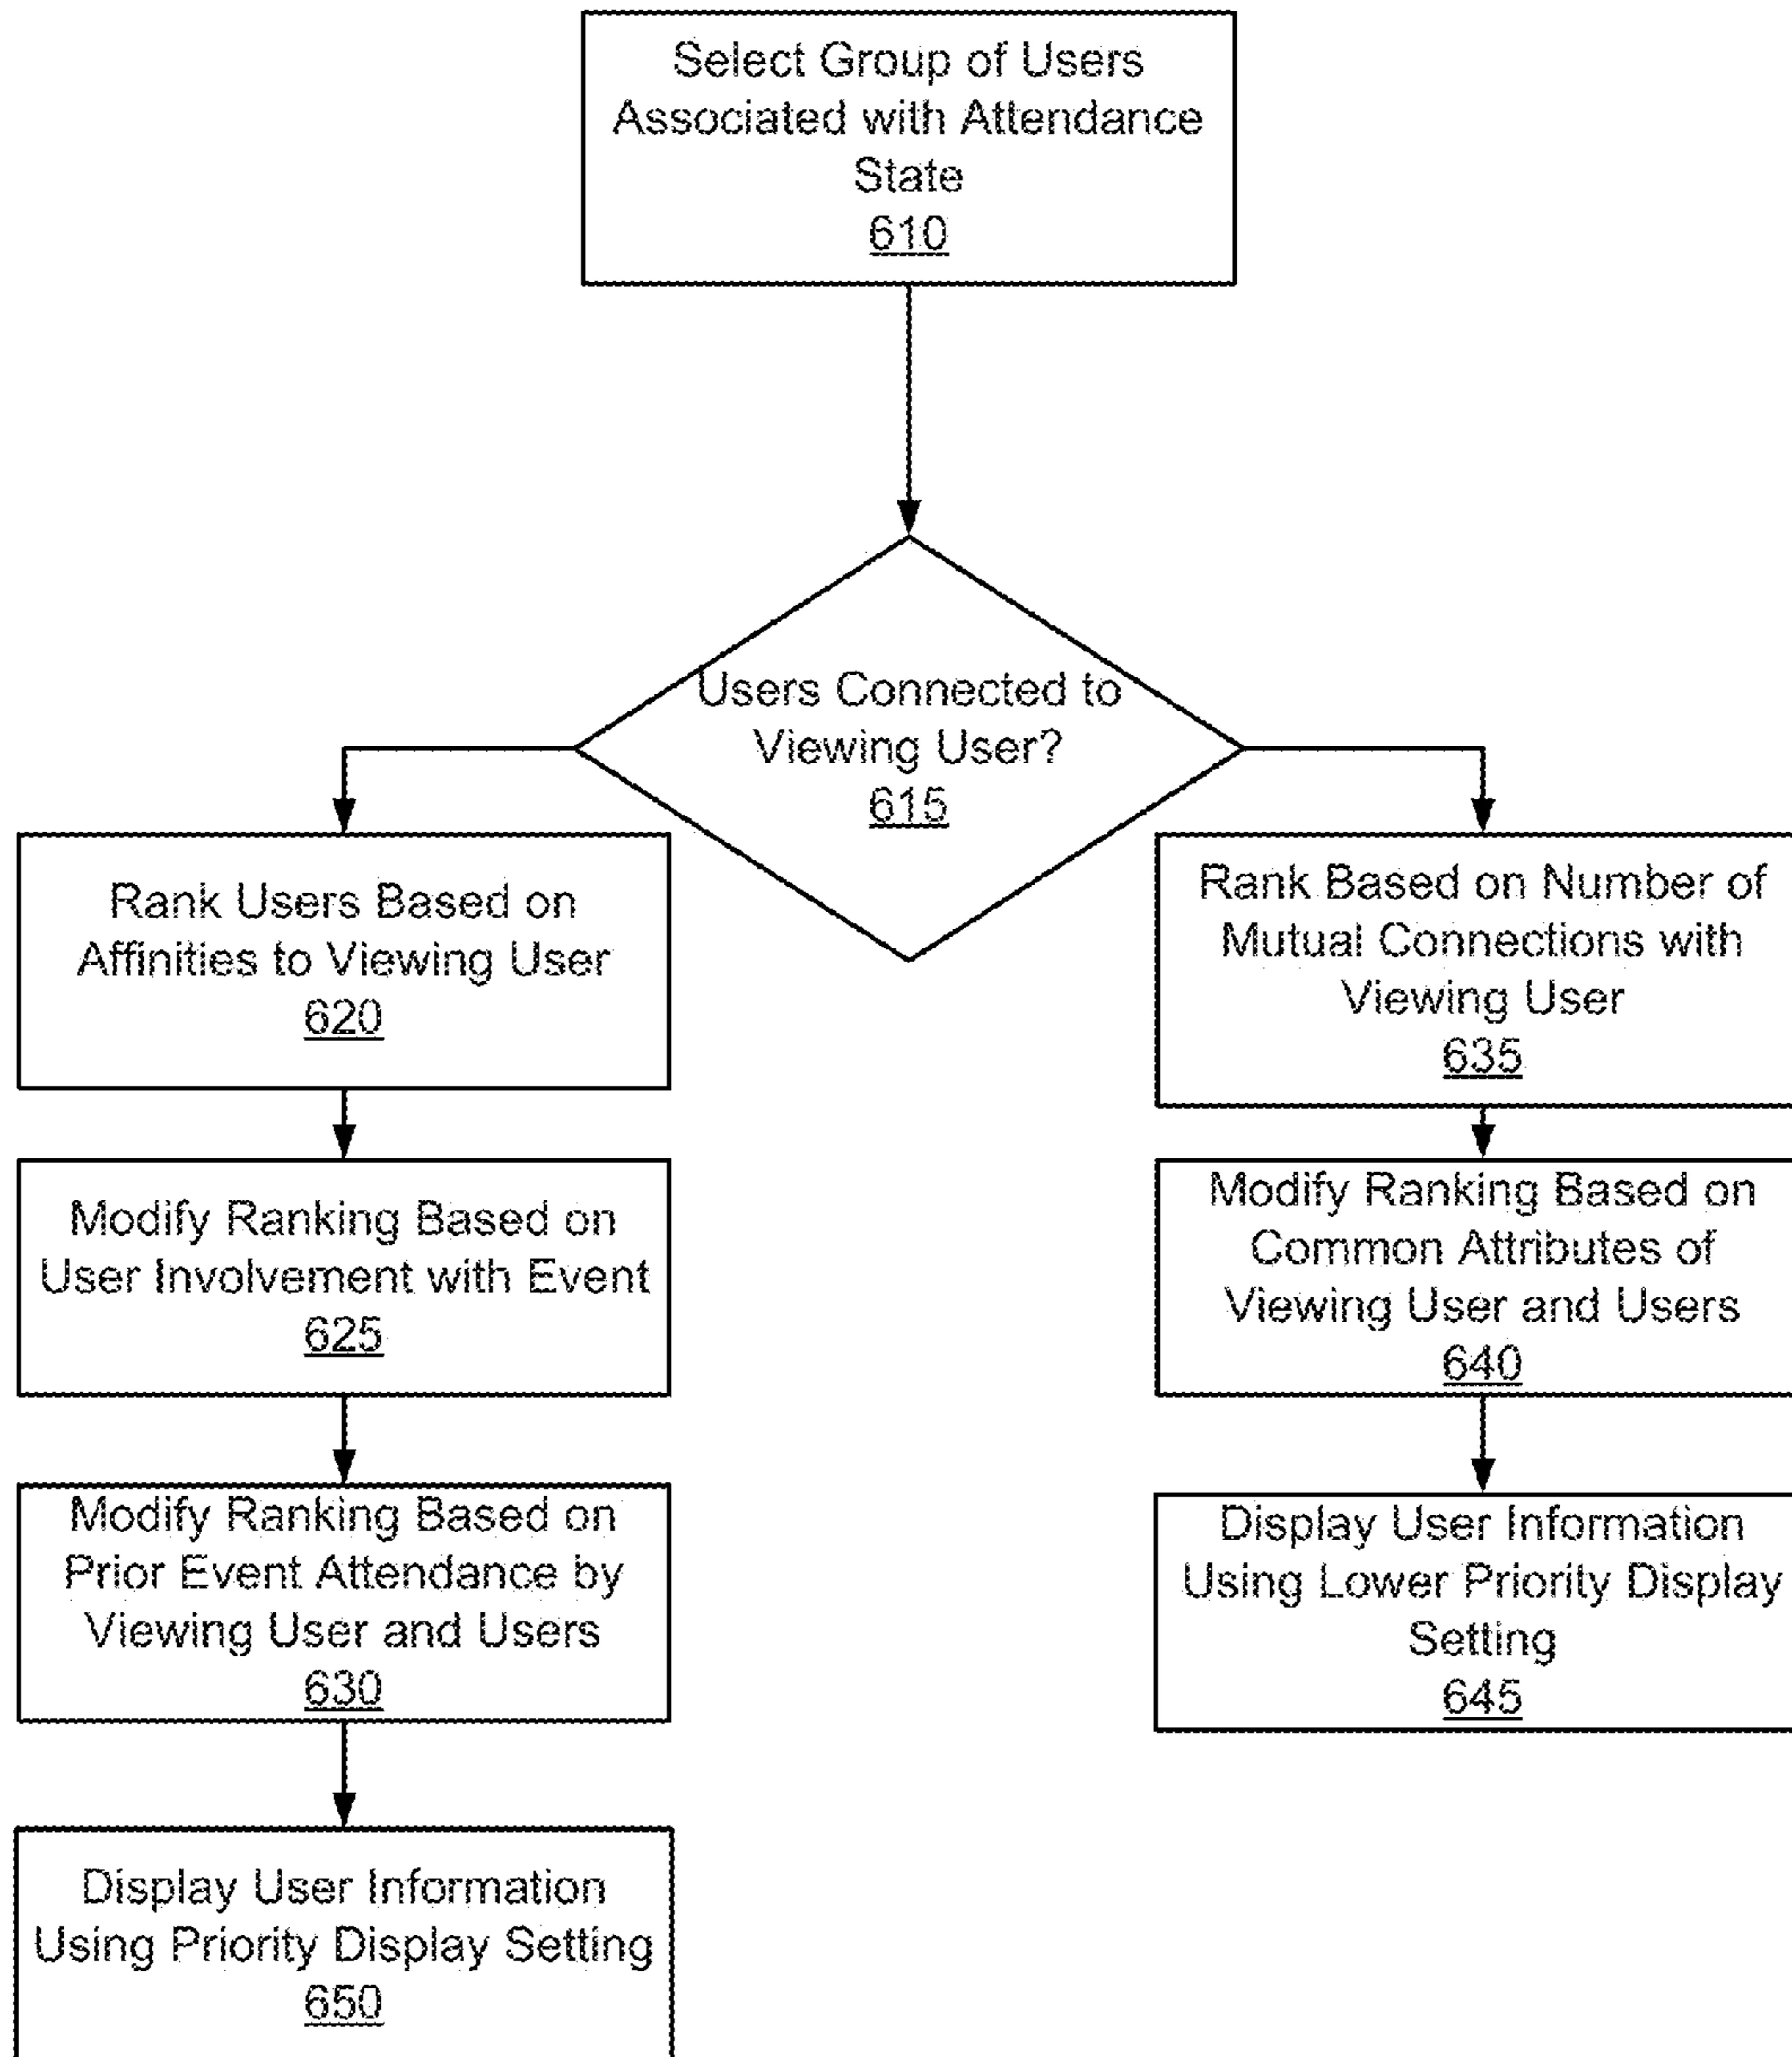 Select Group of Users
Associated with Attendance
State
610
Users Connected to
Viewing User?
615
Rank Users Based on
Affinities to Viewing User
620
Modify Ranking Based on
User Involvement with Event
625
Modify Ranking Based on
Prior Event Attendance by
Viewing User and Users
630
Display User Information
Using Priority Display Setting
650
Rank Based on Number of
Mutual Connections with
Viewing User
635
Modify Ranking Based on
Common Attributes of
Viewing User and Users
640
Display User Information
Using Lower Priority Display
Setting
645